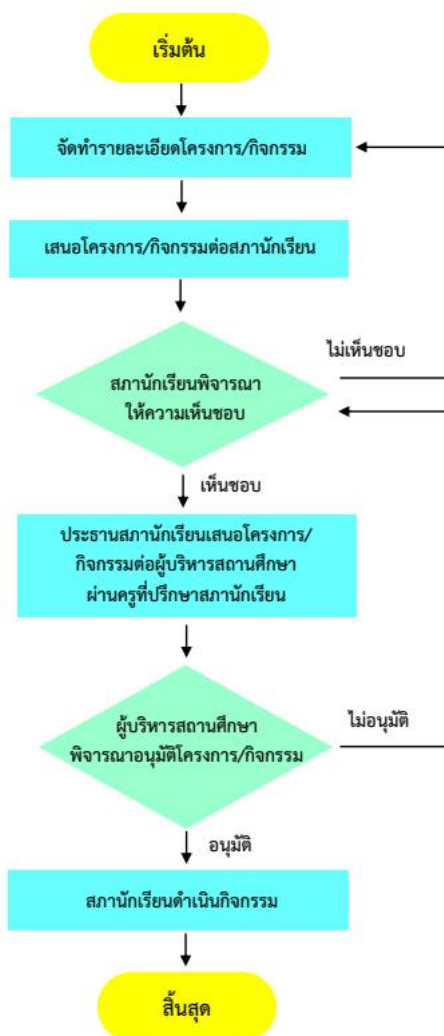 เริ่มต้น
จัดทำรายละเอียดโครงการ/กิจกรรม
เสนอโครงการ/กิจกรรมต่อสภานักเรียน
ไม่เห็นชอบ
สภานักเรียนพิจารณา
ให้ความเห็นชอบ
เห็นชอบ
ประธานสภานักเรียนเสนอโครงการ/
กิจกรรมต่อผู้บริหารสถานศึกษา
ผ่านครูที่ปรึกษาสภานักเรียน
ไม่อนุมัติ
ผู้บริหารสถานศึกษา
พิจารณาอนุมัติโครงการ/กิจกรรม
อนุมัติ
สภานักเรียนดำเนินกิจกรรม
สิ้นสุด